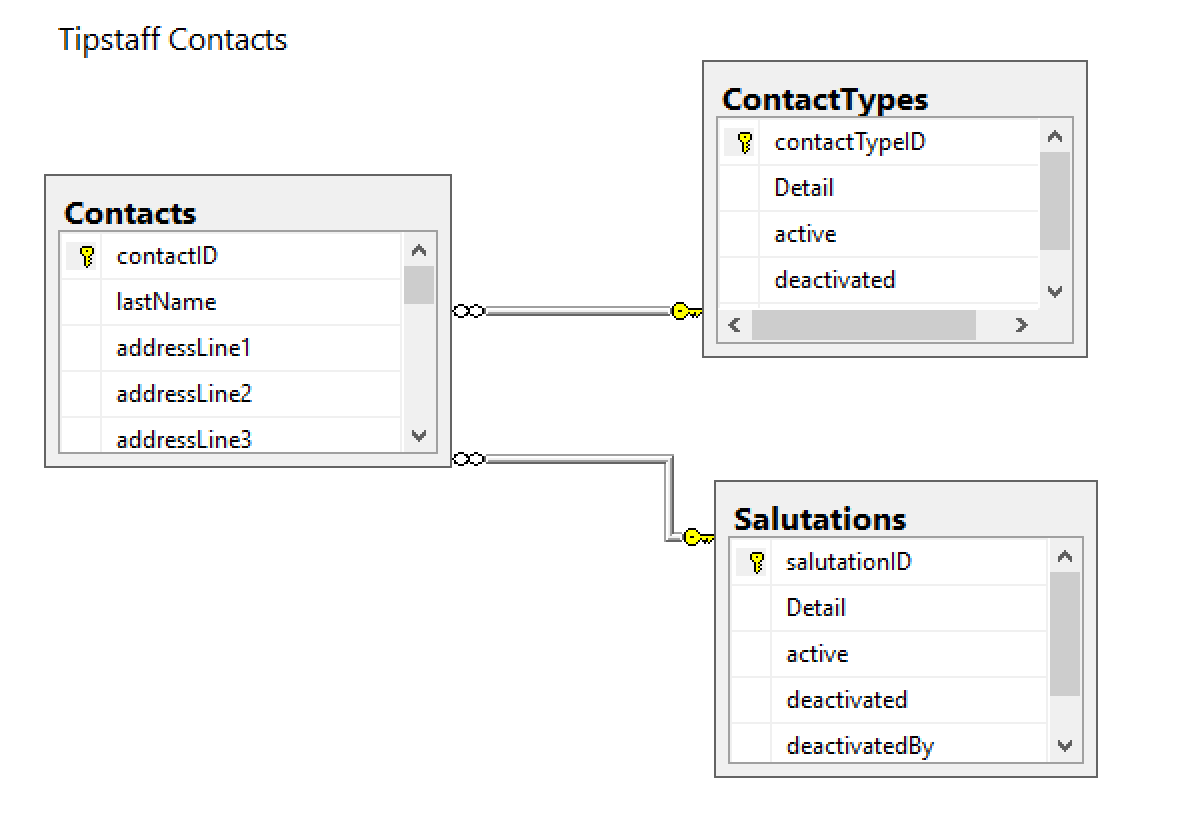 Tipstaff Contacts
ContactTypes
contactTypeID
Detail
active
deactivated
Contacts
contactID
lastName
addressLine1
addressLine2
addressLine3
Salutations
salutationID
Detail
active
deactivated
deactivatedBy